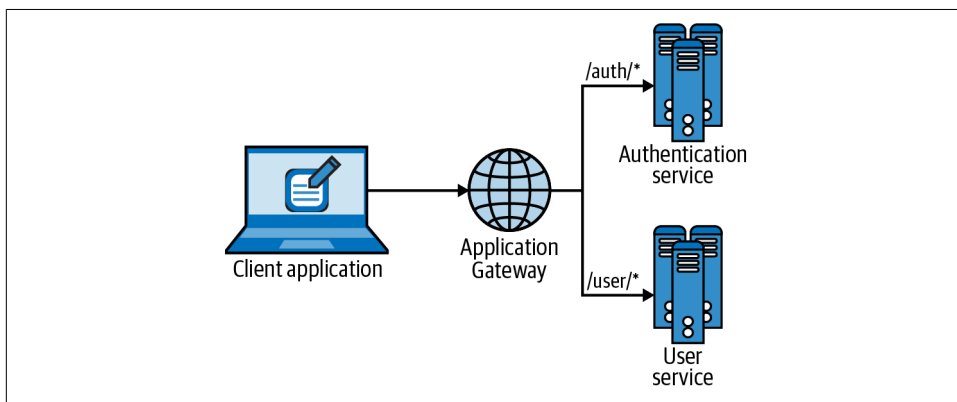 /auth/*
Authentication
service
Client application
Application
Gateway
/user/*
User
service